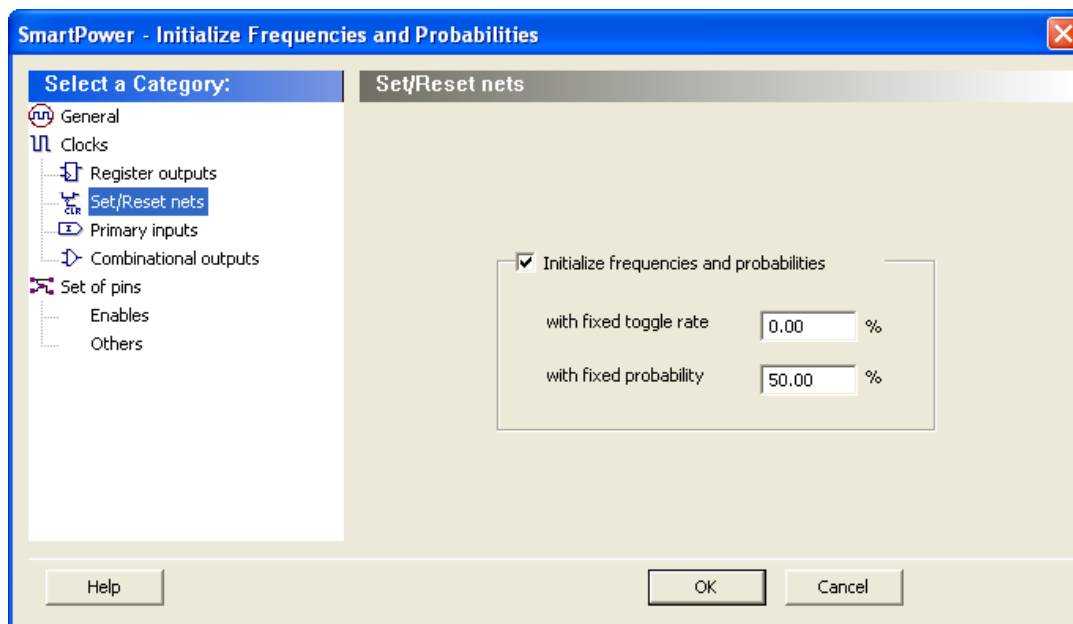 SmartPower - Initialize Frequencies and Probabilities
Select a Category:
Set/Reset nets
General
Clocks
Register outputs
CLR
Set/Reset nets
Primary inputs
Combinational outputs
Set of pins
Enables
Others
Initialize frequencies and probabilities
with fixed toggle rate 0.00 %
with fixed probability 50.00 %
Help
OK
Cancel